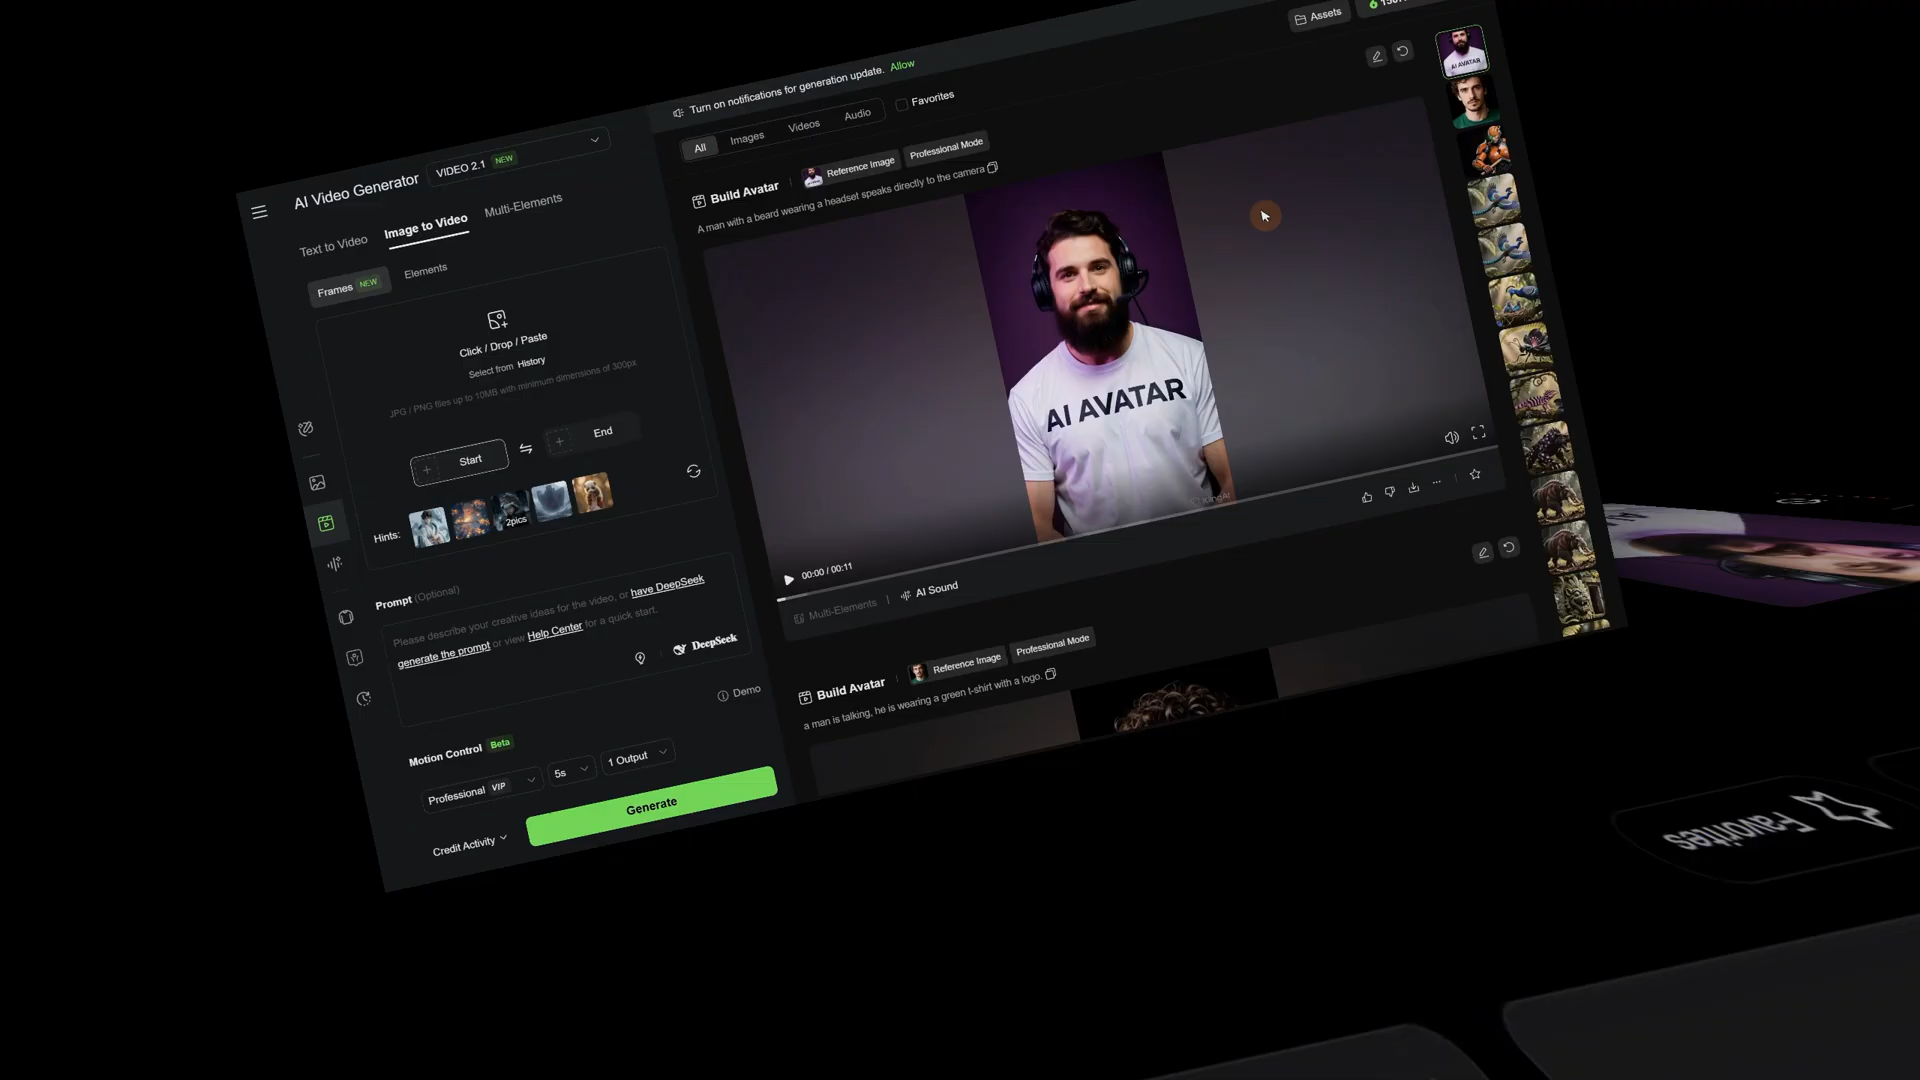 Assets
Turn on notifications for generation update. Allow
All Images Videos Audio Favorites
AI Video Generator VIDEO 2.1 NEW
Text to Video Image to Video Multi-Elements
Frames NEW Elements
Click / Drop / Paste
Select from History
JPG / PNG files up to 10MB with minimum dimensions of 300px
Start End
Hints: 2pics
Prompt (Optional)
Please describe your creative ideas for the video, or have DeepSeek
generate the prompt or view Help Center for a quick start.
DeepSeek
Demo
Motion Control Beta
Professional VIP 5s 1 Output
Credit Activity Generate
Build Avatar Reference Image Professional Mode
A man with a beard wearing a headset speaks directly to the camera
AI AVATAR
KlingAI
00:00 / 00:11
Multi-Elements AI Sound
Build Avatar Reference Image Professional Mode
a man is talking, he is wearing a green t-shirt with a logo.
AI AVATAR
Favorites